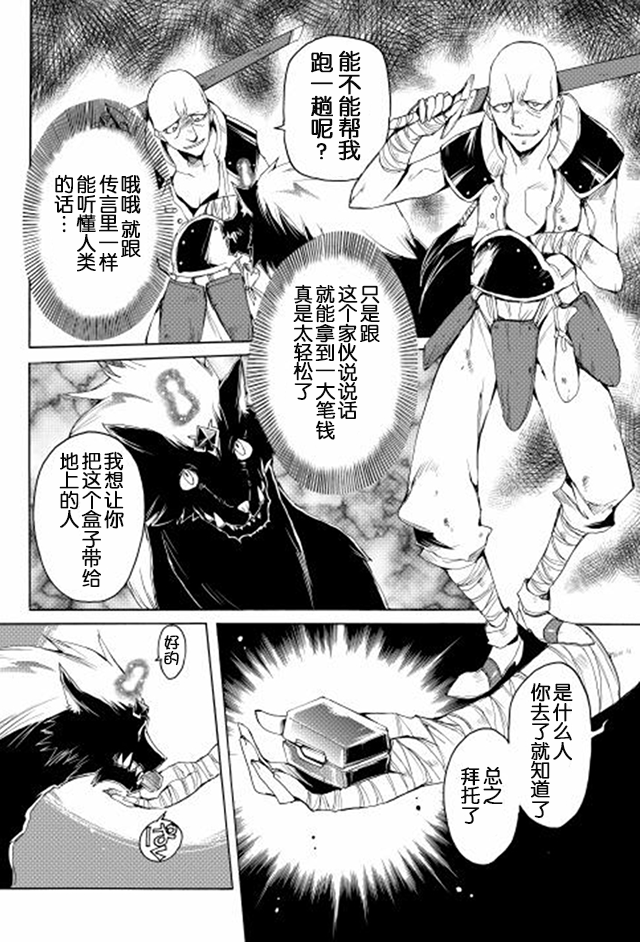 能不能帮我
跑一趟呢？
哦哦 就跟
传言里一样
能听懂人类
的话…
只是跟
这个家伙说说话
就能拿到一大笔钱
真是太轻松了
我想让你
把这个盒子带给
地上的人
是什么人
你去了就知道了
总之
拜托了
好的
ぱく